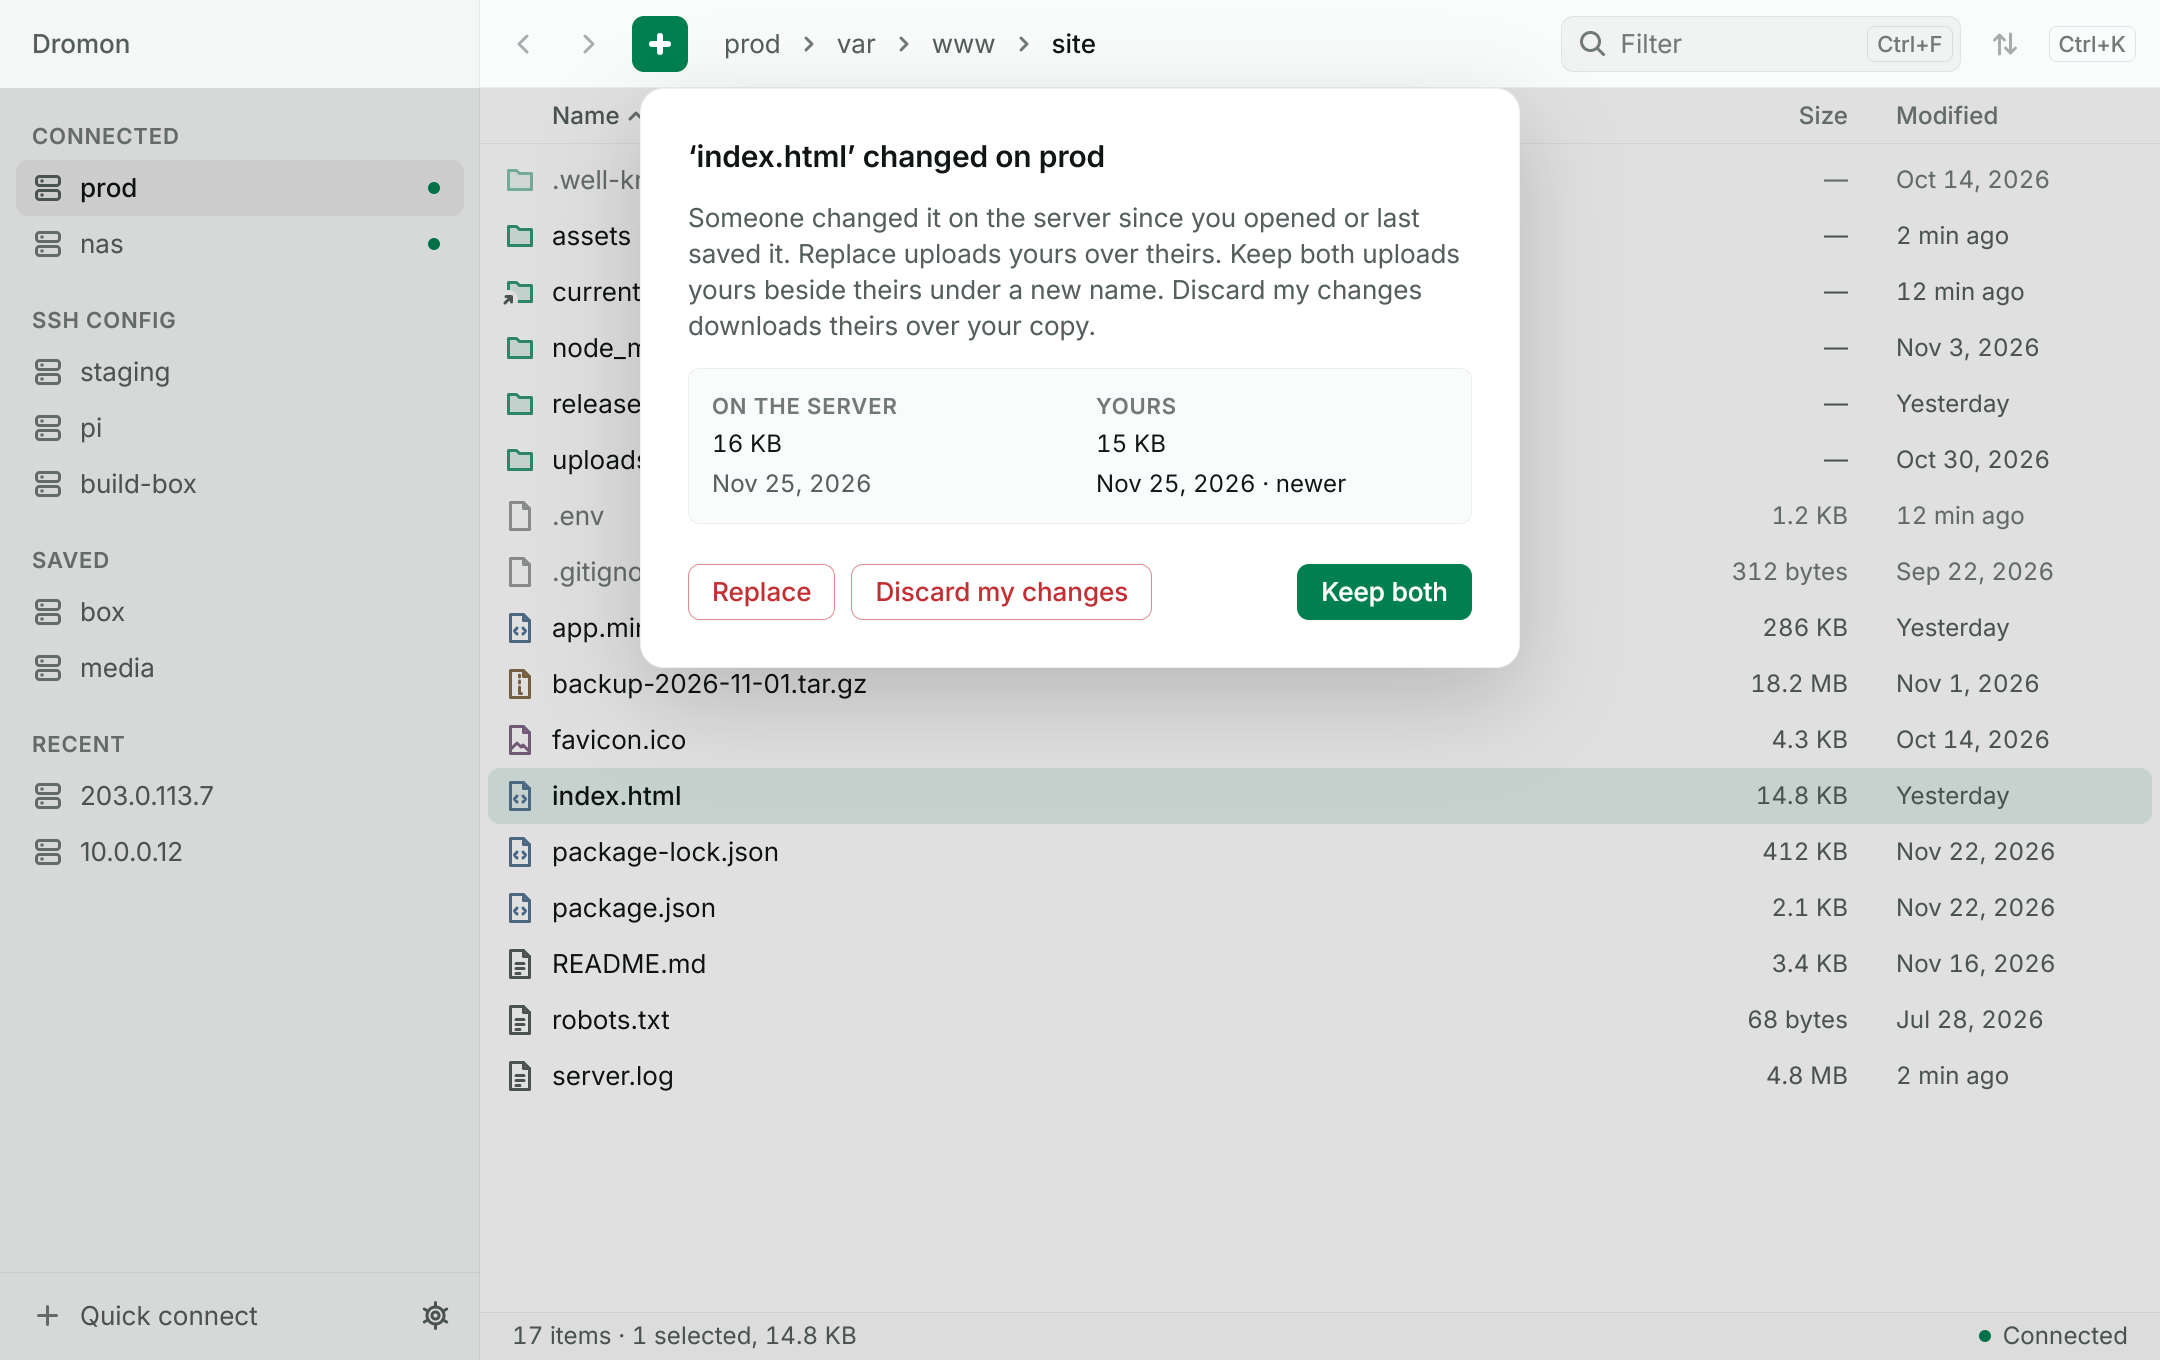 Dromon
prod > var > www > site
Filter
Ctrl+F
Ctrl+K
CONNECTED
prod
nas
SSH CONFIG
staging
pi
build-box
SAVED
box
media
RECENT
203.0.113.7
10.0.0.12
Quick connect
Name
Size
Modified
— Oct 14, 2026
assets — 2 min ago
current — 12 min ago
— Nov 3, 2026
— Yesterday
— Oct 30, 2026
.env 1.2 KB 12 min ago
312 bytes Sep 22, 2026
286 KB Yesterday
backup-2026-11-01.tar.gz 18.2 MB Nov 1, 2026
favicon.ico 4.3 KB Oct 14, 2026
index.html 14.8 KB Yesterday
package-lock.json 412 KB Nov 22, 2026
package.json 2.1 KB Nov 22, 2026
README.md 3.4 KB Nov 16, 2026
robots.txt 68 bytes Jul 28, 2026
server.log 4.8 MB 2 min ago
‘index.html’ changed on prod
Someone changed it on the server since you opened or last
saved it. Replace uploads yours over theirs. Keep both uploads
yours beside theirs under a new name. Discard my changes
downloads theirs over your copy.
ON THE SERVER
16 KB
Nov 25, 2026
YOURS
15 KB
Nov 25, 2026 · newer
Replace
Discard my changes
Keep both
17 items · 1 selected, 14.8 KB
Connected